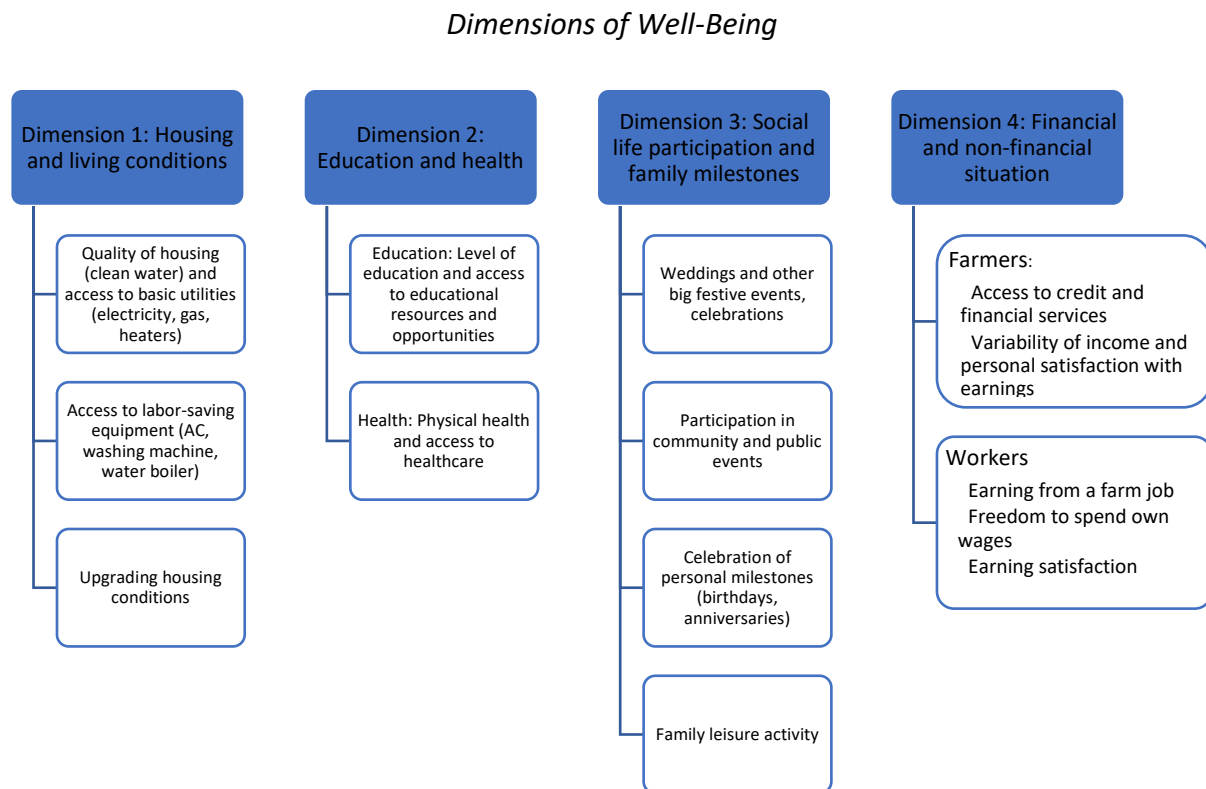 Dimensions of Well-Being
Dimension 1: Housing
and living conditions
Quality of housing
(clean water) and
access to basic utilities
(electricity, gas,
heaters)
Access to labor-saving
equipment (AC,
washing machine,
water boiler)
Upgrading housing
conditions
Dimension 2:
Education and health
Education: Level of
education and access
to educational
resources and
opportunities
Health: Physical health
and access to
healthcare
Dimension 3: Social
life participation and
family milestones
Weddings and other
big festive events,
celebrations
Participation in
community and public
events
Celebration of
personal milestones
(birthdays,
anniversaries)
Family leisure activity
Dimension 4: Financial
and non-financial
situation
Farmers:
Access to credit and
financial services
Variability of income and
personal satisfaction with
earnings
Workers
Earning from a farm job
Freedom to spend own
wages
Earning satisfaction